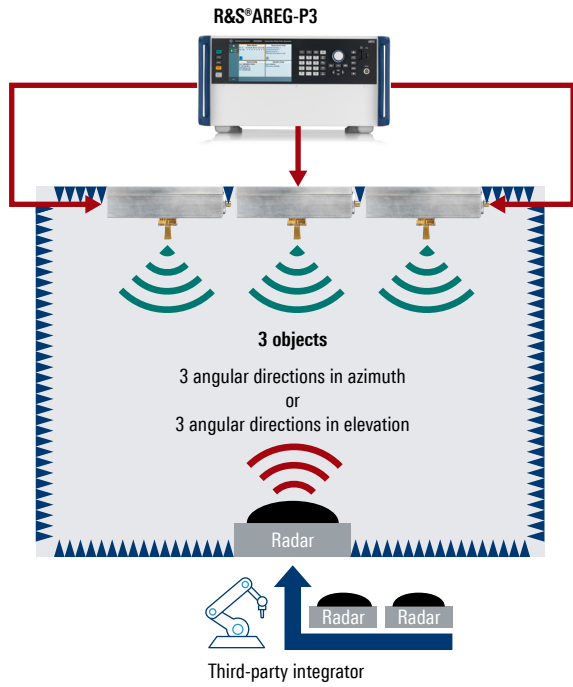 R&S®AREG-P3
3 objects
3 angular directions in azimuth
or
3 angular directions in elevation
Radar
Radar
Radar
Third-party integrator